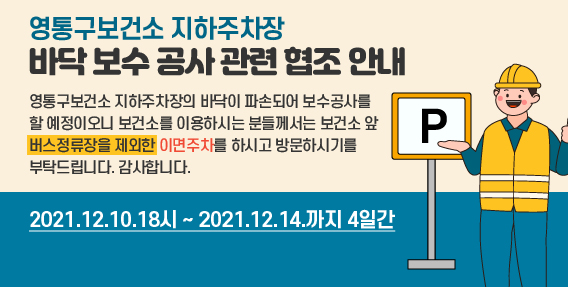 영통구보건소 지하주차장
바닥 보수 공사 관련 협조 안내
영통구보건소 지하주차장의 바닥이 파손되어 보수공사를
할 예정이오니 보건소를 이용하시는 분들께서는 보건소 앞
버스정류장을 제외한 이면주차를 하시고 방문하시기를
부탁드립니다. 감사합니다.
P
2021.12.10.18시 ~ 2021.12.14.까지 4일간